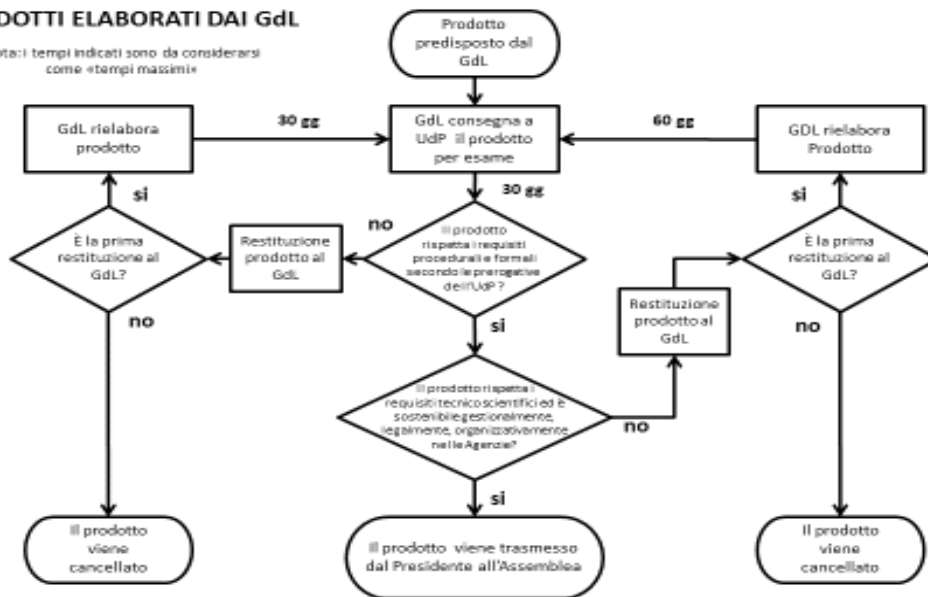 DOTTI ELABORATI DAI GdL
ota: i tempi indicati sono da considerarsi
come «tempi massimi»
Prodotto
predisposto dal
GdL
GdL rielabora
prodotto
30 gg
GdL consegna a
UdP il prodotto
per esame
60 gg
GDL rielabora
Prodotto
si
30 gg
si
È la prima
restituzione al
GdL?
Restituzione
prodotto al
GdL
no
Il prodotto
rispetta i requisiti
procedurali e formali
secondo le prerogative
dell'UdP ?
È la prima
restituzione al
GdL?
no
si
Restituzione
prodotto al
GdL
no
Il prodotto rispetta i
requisiti tecnico scientifici ed è
sostenibile gestionalmente,
legalmente, organizzativamente
nelle Agenzie?
no
si
Il prodotto
viene
cancellato
Il prodotto viene trasmesso
dal Presidente all'Assemblea
Il prodotto
viene
cancellato